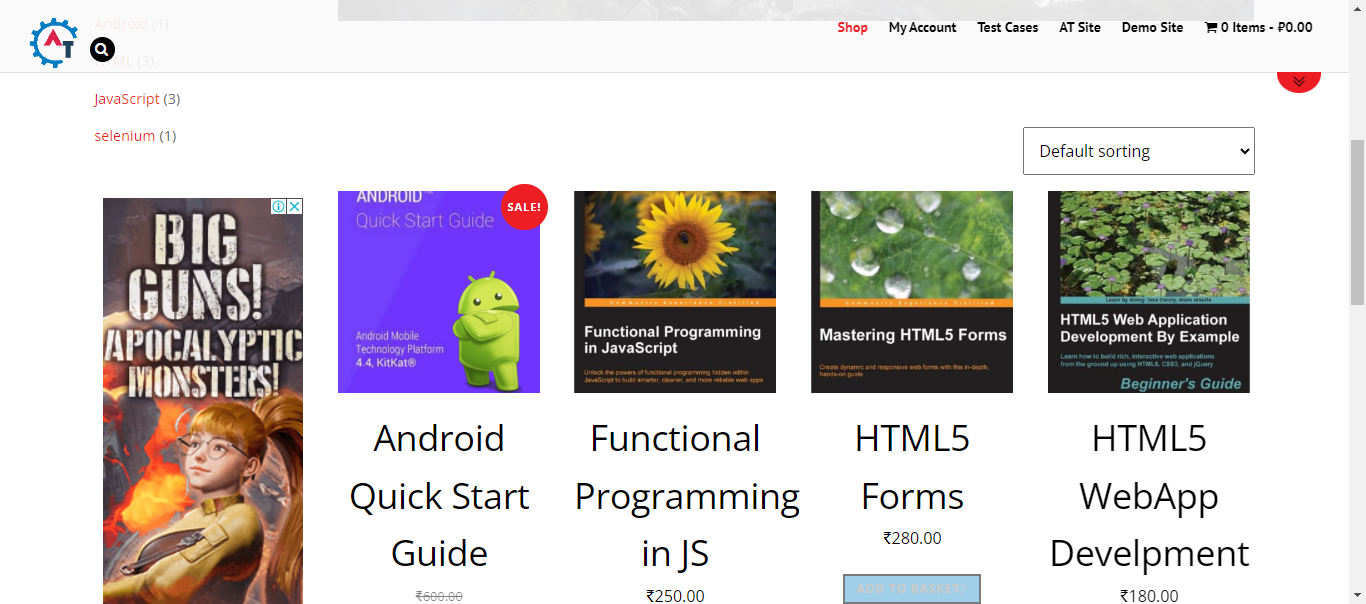 Android (1)
Shop
My Account
Test Cases
AT Site
Demo Site
0 Items - ₽0.00
AT
HTML (3)
JavaScript (3)
selenium (1)
Default sorting
BIG
GUNS!
APOCALYPTIC
MONSTERS!
ANDROID™
Quick Start Guide
SALE!
Android Mobile
Technology Platform
4.4, KitKat®
Community Experience Distilled
Functional Programming
in JavaScript
Unlock the powers of functional programming hidden within
JavaScript to build smarter, cleaner, and more reliable web apps
Community Experience Distilled
Mastering HTML5 Forms
Create dynamic and responsive web forms with this in-depth,
hands-on guide
Learn by doing: less theory, more results
HTML5 Web Application
Development By Example
Learn how to build rich, interactive web applications
from the ground up using HTML5, CSS3, and jQuery
Beginner's Guide
Android
Quick Start
Guide
₹600.00
Functional
Programming
in JS
₹250.00
HTML5
Forms
₹280.00
ADD TO BASKET
HTML5
WebApp
Develpment
₹180.00